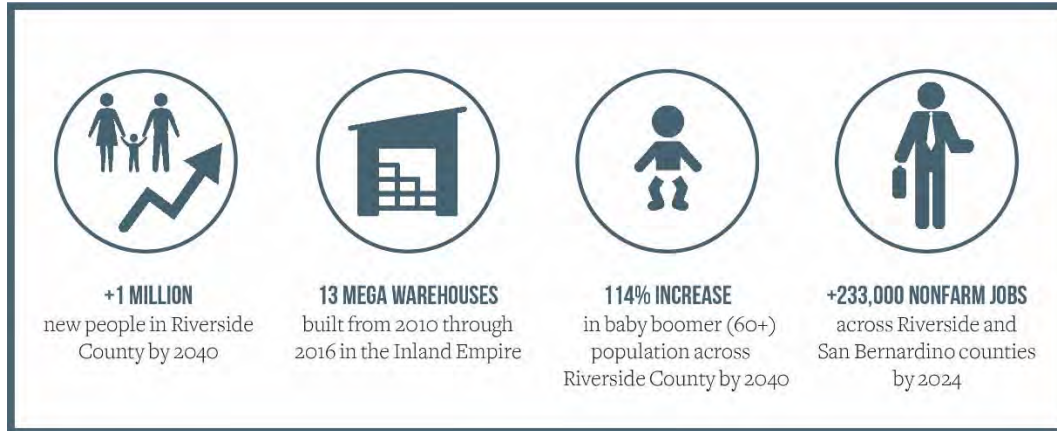 +1 MILLION
new people in Riverside
County by 2040
13 MEGA WAREHOUSES
built from 2010 through
2016 in the Inland Empire
114% INCREASE
in baby boomer (60+)
population across
Riverside County by 2040
+233,000 NONFARM JOBS
across Riverside and
San Bernardino counties
by 2024